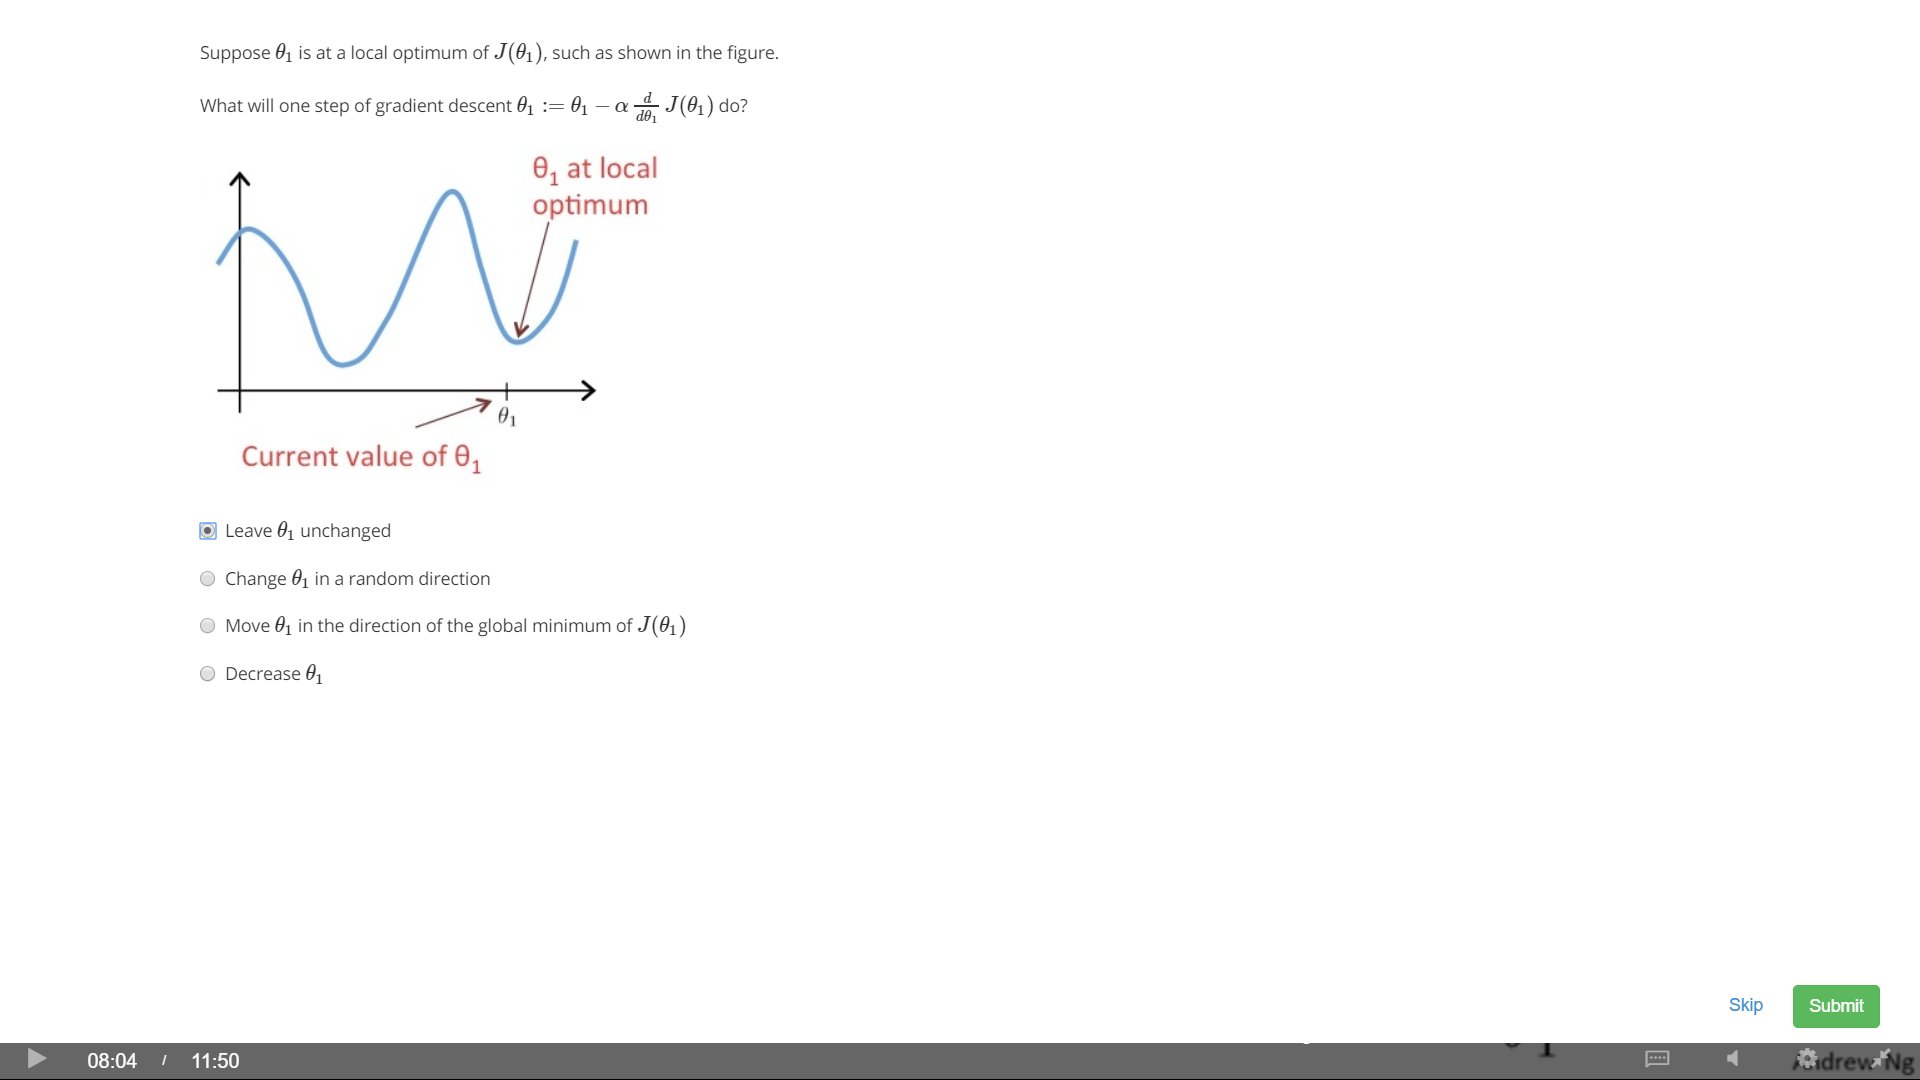 Suppose θ₁ is at a local optimum of J(θ₁), such as shown in the figure.
What will one step of gradient descent θ₁ := θ₁ − α d/dθ₁ J(θ₁) do?
θ₁ at local
optimum
θ₁
Current value of θ₁
Leave θ₁ unchanged
Change θ₁ in a random direction
Move θ₁ in the direction of the global minimum of J(θ₁)
Decrease θ₁
Skip
Submit
08:04 / 11:50
Andrew Ng